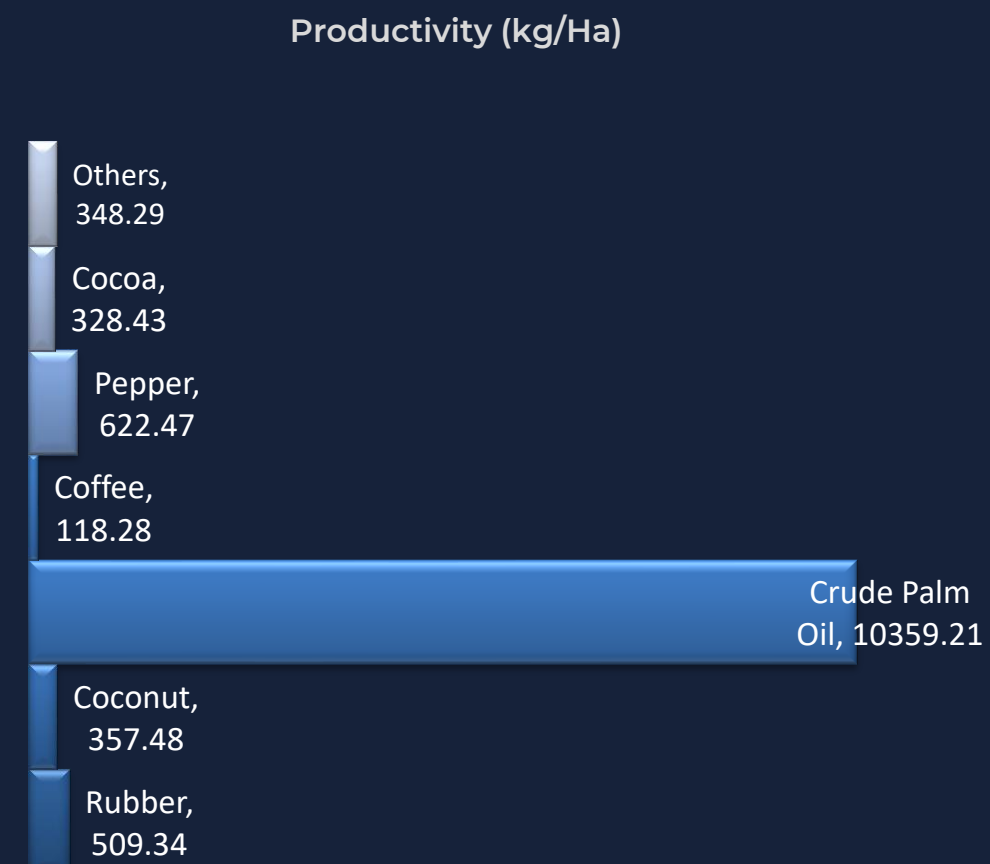 Productivity (kg/Ha)
Others,
348.29
Cocoa,
328.43
Pepper,
622.47
Coffee,
118.28
Crude Palm
Oil, 10359.21
Coconut,
357.48
Rubber,
509.34